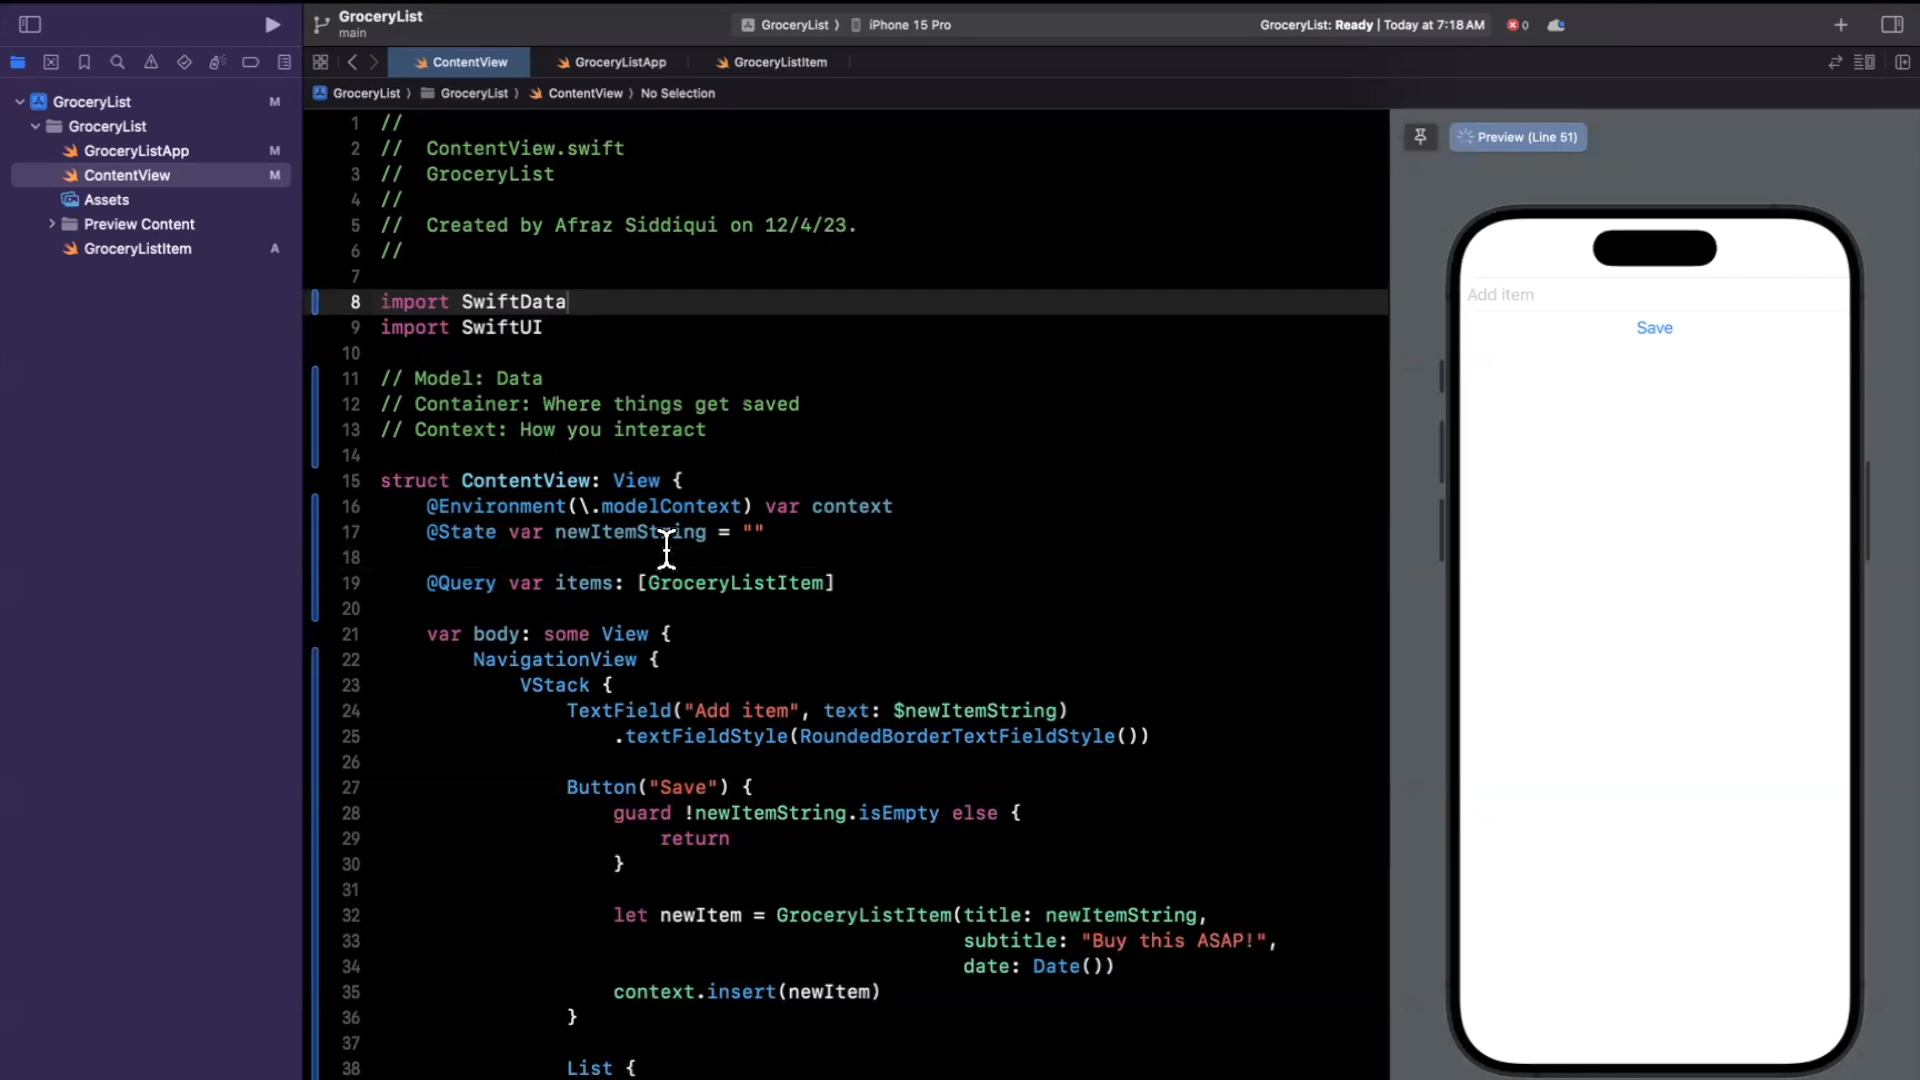 GroceryList
main
GroceryList 〉 iPhone 15 Pro
GroceryList: Ready | Today at 7:18 AM
0
ContentView
GroceryListApp
GroceryListItem
GroceryList 〉 GroceryList 〉 ContentView 〉 No Selection
GroceryList M
GroceryList
GroceryListApp M
ContentView M
Assets
Preview Content
GroceryListItem A
1 //
2 //  ContentView.swift
3 //  GroceryList
4 //
5 //  Created by Afraz Siddiqui on 12/4/23.
6 //
7
8 import SwiftData
9 import SwiftUI
10
11 // Model: Data
12 // Container: Where things get saved
13 // Context: How you interact
14
15 struct ContentView: View {
16     @Environment(\.modelContext) var context
17     @State var newItemString = ""
18
19     @Query var items: [GroceryListItem]
20
21     var body: some View {
22         NavigationView {
23             VStack {
24                 TextField("Add item", text: $newItemString)
25                     .textFieldStyle(RoundedBorderTextFieldStyle())
26
27                 Button("Save") {
28                     guard !newItemString.isEmpty else {
29                         return
30                     }
31
32                     let newItem = GroceryListItem(title: newItemString,
33                                                   subtitle: "Buy this ASAP!",
34                                                   date: Date())
35                     context.insert(newItem)
36                 }
37
38                 List {
Preview (Line 51)
Add item
Save